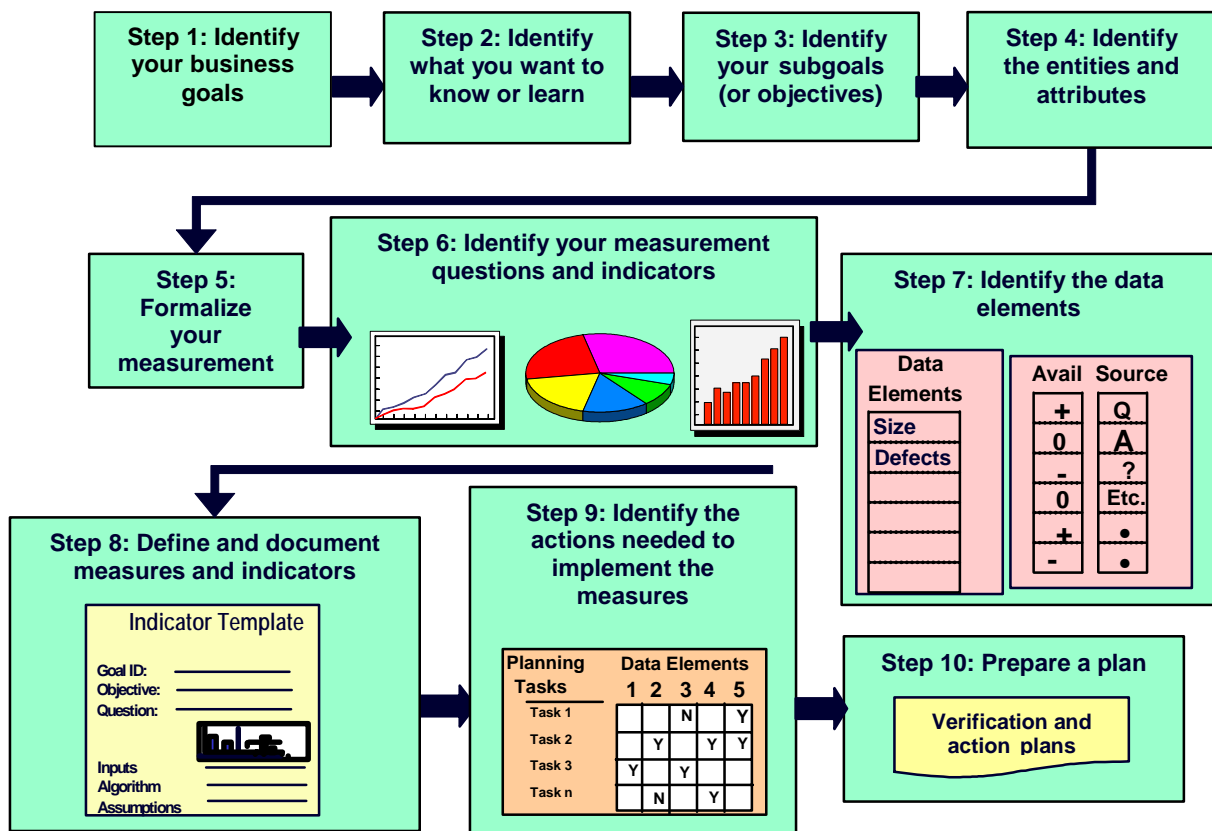 Step 1: Identify
your business
goals
Step 2: Identify
what you want to
know or learn
Step 3: Identify
your subgoals
(or objectives)
Step 4: Identify
the entities and
attributes
Step 5:
Formalize
your
measurement
Step 6: Identify your measurement
questions and indicators
Step 7: Identify the data
elements
Data
Elements
Size
Defects
Avail Source
+ Q
0 A
- ?
0 Etc.
+ •
- •
Step 8: Define and document
measures and indicators
Indicator Template
Goal ID:
Objective:
Question:
Inputs
Algorithm
Assumptions
Step 9: Identify the
actions needed to
implement the
measures
Planning Data Elements
Tasks 1 2 3 4 5
Task 1 N Y
Task 2 Y Y Y
Task 3 Y Y
Task n N Y
Step 10: Prepare a plan
Verification and
action plans